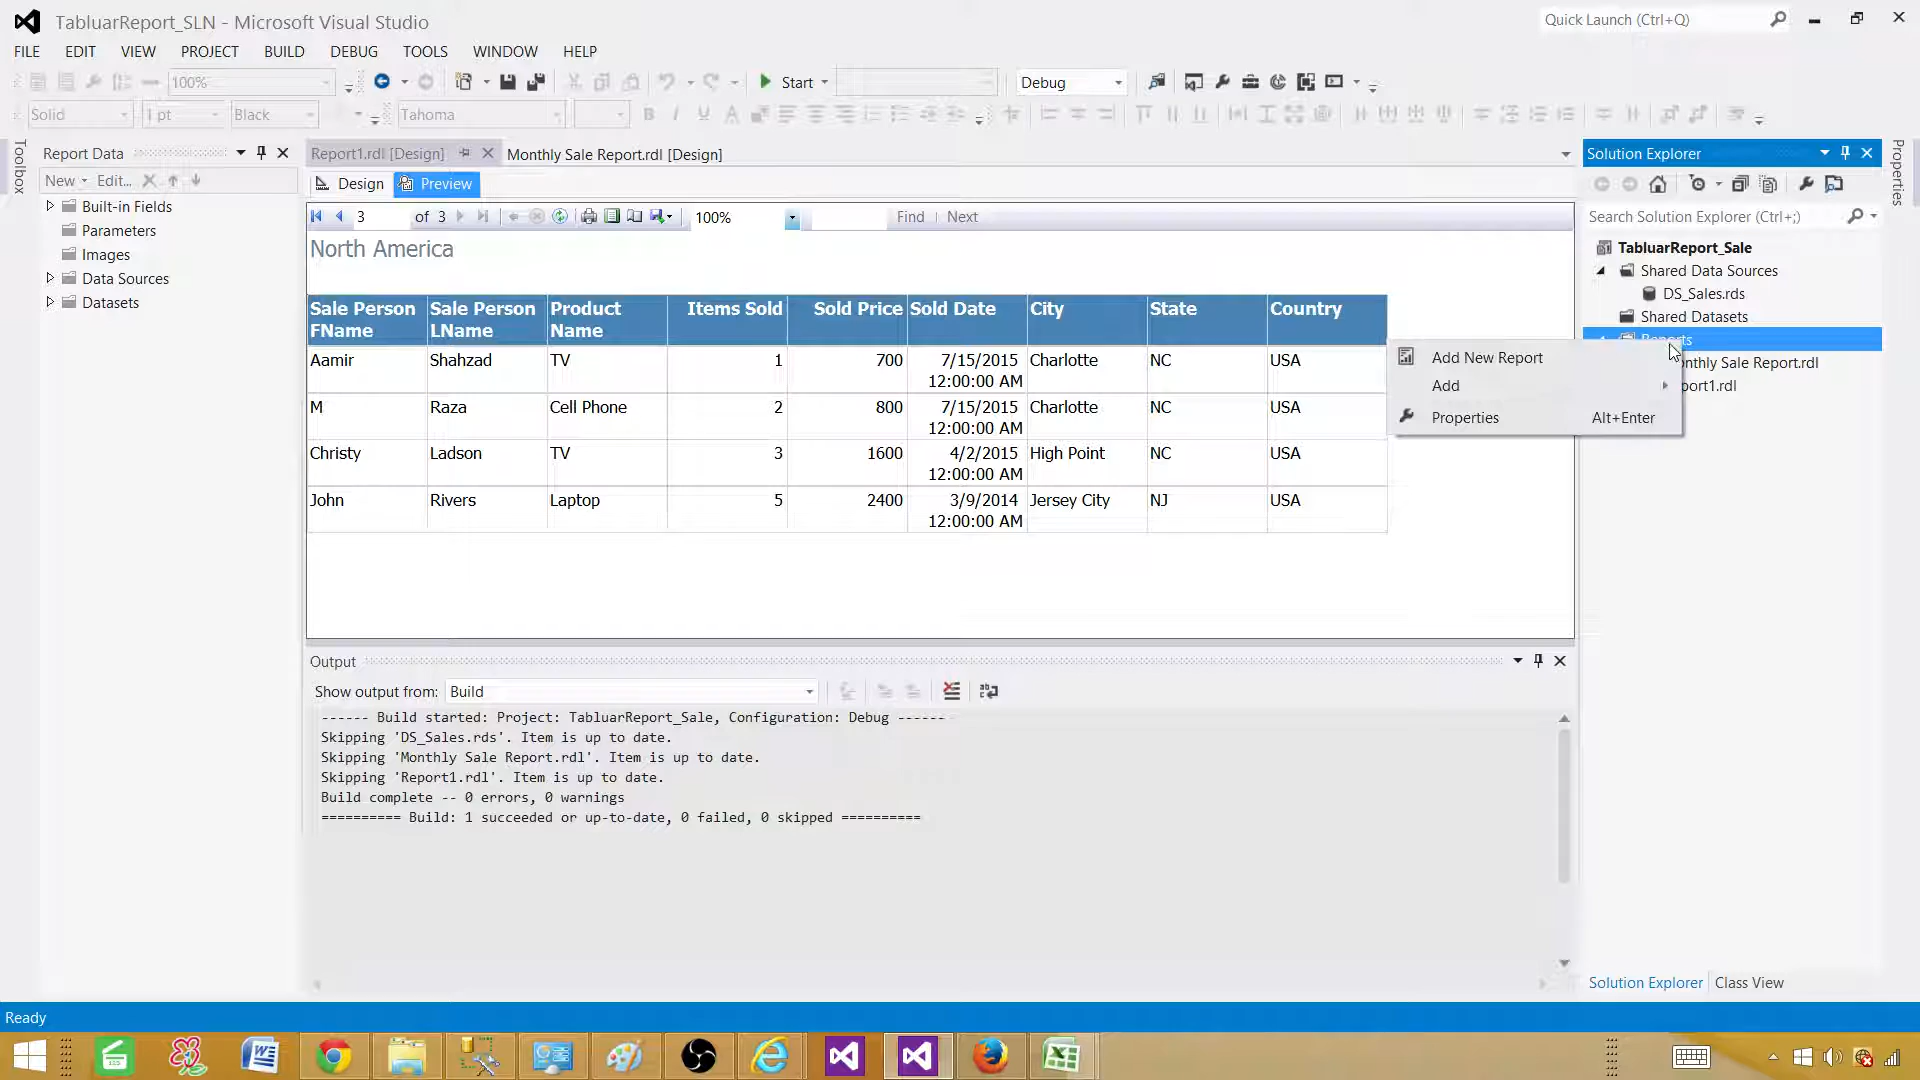 TabluarReport_SLN - Microsoft Visual Studio
Quick Launch (Ctrl+Q)
FILE EDIT VIEW PROJECT BUILD DEBUG TOOLS WINDOW HELP
100% Start Debug
Solid 1 pt Black Tahoma
Toolbox
Report Data
New Edit...
Built-in Fields
Parameters
Images
Data Sources
Datasets
Report1.rdl [Design] Monthly Sale Report.rdl [Design]
Design Preview
3 of 3 100% Find Next
North America
Sale Person FName Sale Person LName Product Name Items Sold Sold Price Sold Date City State Country
Aamir Shahzad TV 1 700 7/15/2015 12:00:00 AM Charlotte NC USA
M Raza Cell Phone 2 800 7/15/2015 12:00:00 AM Charlotte NC USA
Christy Ladson TV 3 1600 4/2/2015 12:00:00 AM High Point NC USA
John Rivers Laptop 5 2400 3/9/2014 12:00:00 AM Jersey City NJ USA
Output
Show output from: Build
------ Build started: Project: TabluarReport_Sale, Configuration: Debug ------
Skipping 'DS_Sales.rds'. Item is up to date.
Skipping 'Monthly Sale Report.rdl'. Item is up to date.
Skipping 'Report1.rdl'. Item is up to date.
Build complete -- 0 errors, 0 warnings
========== Build: 1 succeeded or up-to-date, 0 failed, 0 skipped ==========
Solution Explorer
Search Solution Explorer (Ctrl+;)
TabluarReport_Sale
Shared Data Sources
DS_Sales.rds
Shared Datasets
Reports
onthly Sale Report.rdl
port1.rdl
Add New Report
Add
Properties Alt+Enter
Solution Explorer Class View
Properties
Ready